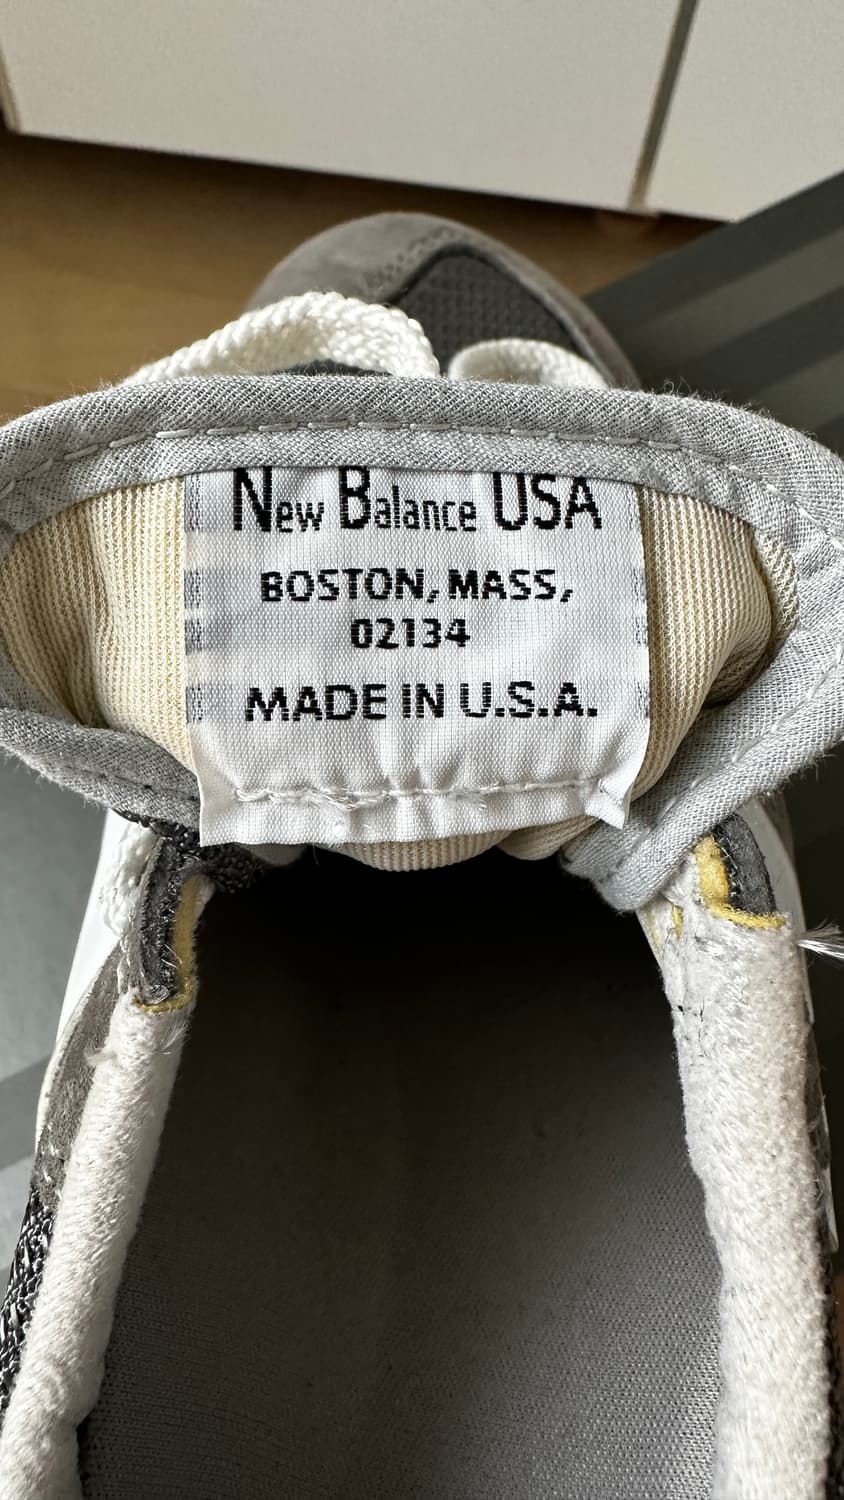 New Balance USA
BOSTON, MASS,
02134
MADE IN U.S.A.